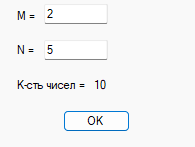 M = 2
N = 5
К-сть чисел = 10
OK